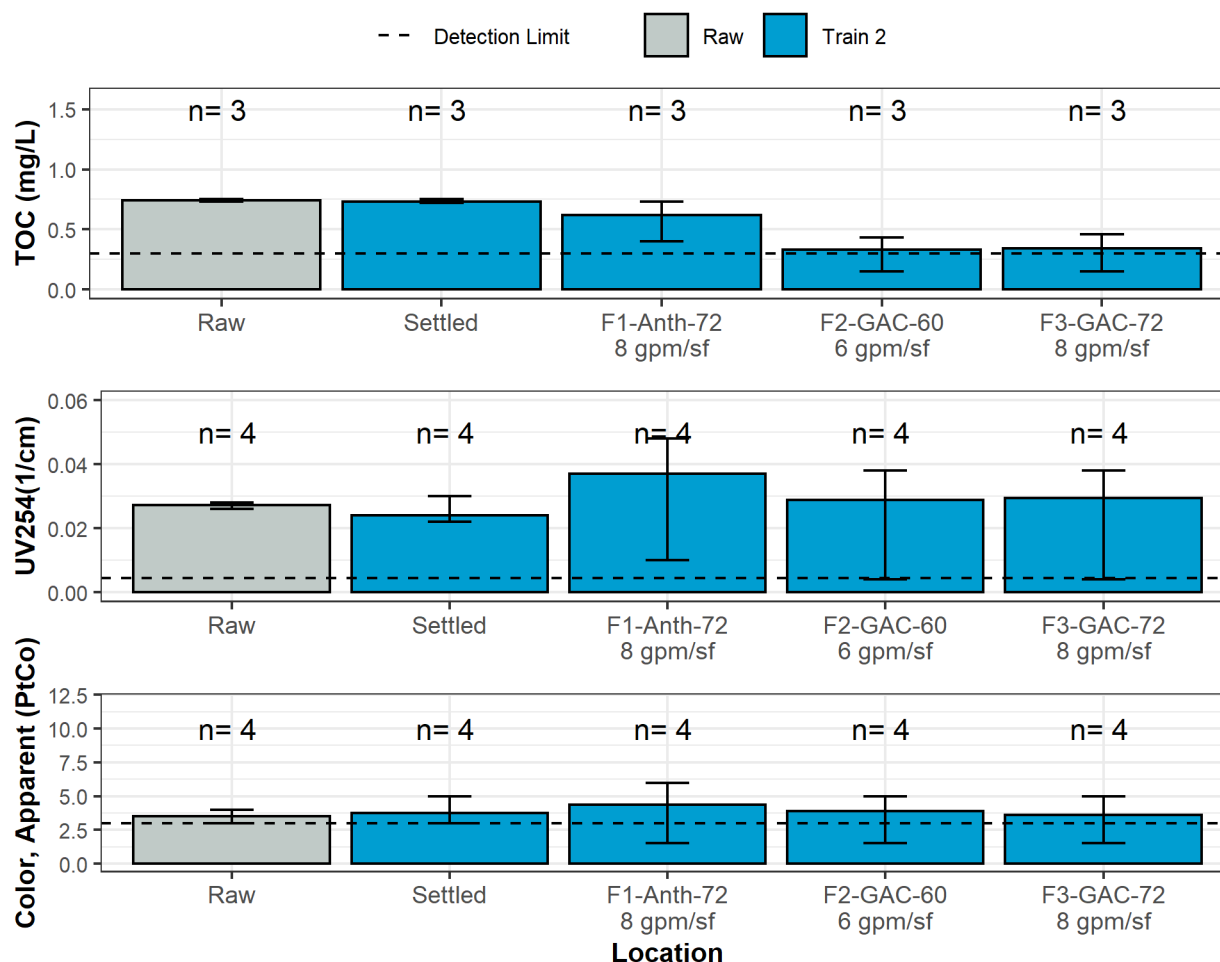 Detection Limit Raw Train 2
TOC (mg/L)
1.5
1.0
0.5
0.0
n= 3 n= 3 n= 3 n= 3 n= 3
Raw Settled F1-Anth-72 F2-GAC-60 F3-GAC-72
8 gpm/sf 6 gpm/sf 8 gpm/sf
UV254(1/cm)
0.06
0.04
0.02
0.00
n= 4 n= 4 n= 4 n= 4 n= 4
Raw Settled F1-Anth-72 F2-GAC-60 F3-GAC-72
8 gpm/sf 6 gpm/sf 8 gpm/sf
Color, Apparent (PtCo)
12.5
10.0
7.5
5.0
2.5
0.0
n= 4 n= 4 n= 4 n= 4 n= 4
Raw Settled F1-Anth-72 F2-GAC-60 F3-GAC-72
8 gpm/sf 6 gpm/sf 8 gpm/sf
Location